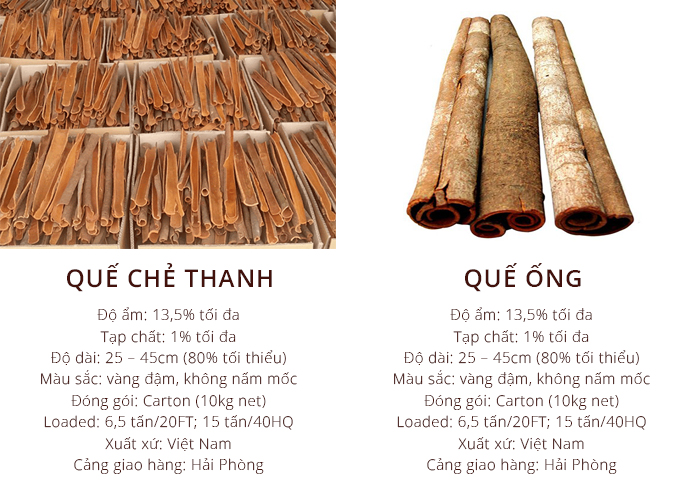 QUẾ CHẺ THANH
Độ ẩm: 13,5% tối đa
Tạp chất: 1% tối đa
Độ dài: 25 – 45cm (80% tối thiểu)
Màu sắc: vàng đậm, không nấm mốc
Đóng gói: Carton (10kg net)
Loaded: 6,5 tấn/20FT; 15 tấn/40HQ
Xuất xứ: Việt Nam
Cảng giao hàng: Hải Phòng
QUẾ ỐNG
Độ ẩm: 13,5% tối đa
Tạp chất: 1% tối đa
Độ dài: 25 – 45cm (80% tối thiểu)
Màu sắc: vàng đậm, không nấm mốc
Đóng gói: Carton (10kg net)
Loaded: 6,5 tấn/20FT; 15 tấn/40HQ
Xuất xứ: Việt Nam
Cảng giao hàng: Hải Phòng